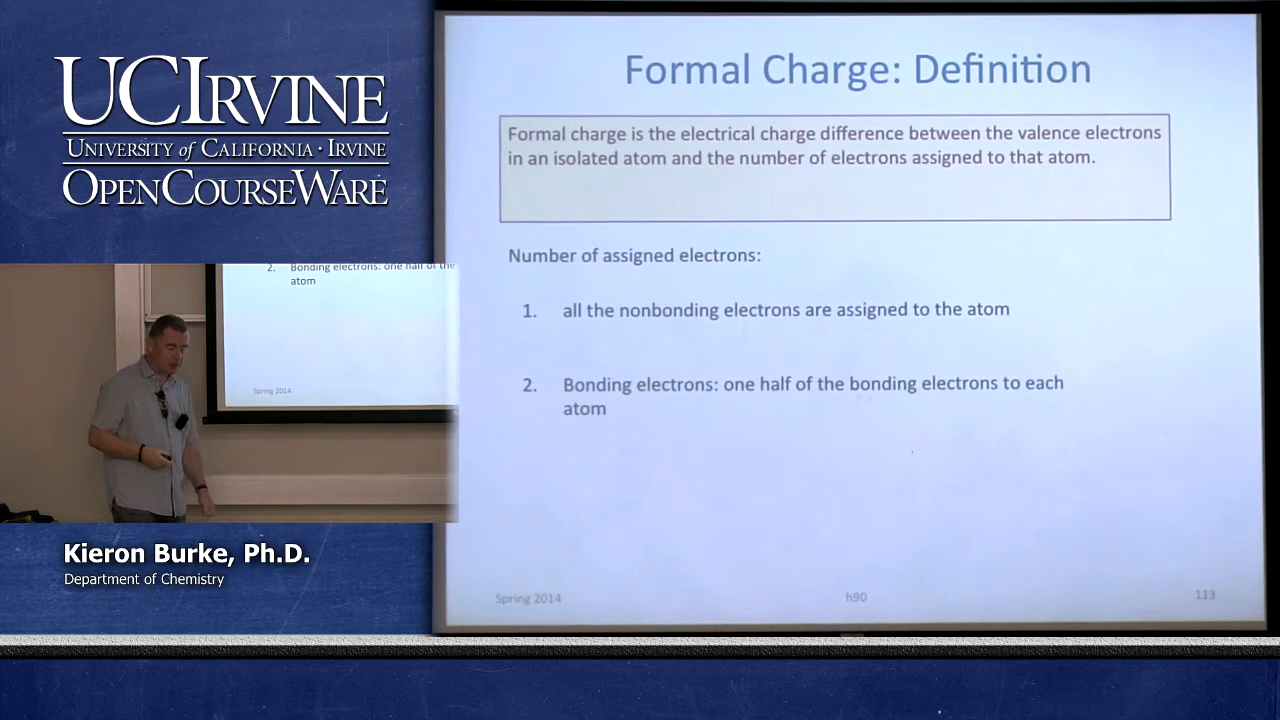 UCIRVINE
UNIVERSITY of CALIFORNIA · IRVINE
OPENCOURSEWARE
Formal Charge: Definition
Formal charge is the electrical charge difference between the valence electrons
in an isolated atom and the number of electrons assigned to that atom.
Number of assigned electrons:
1. all the nonbonding electrons are assigned to the atom
2. Bonding electrons: one half of the bonding electrons to each
atom
Spring 2014
h90
113
2. Bonding electrons: one half of the
atom
Spring 2014
Kieron Burke, Ph.D.
Department of Chemistry